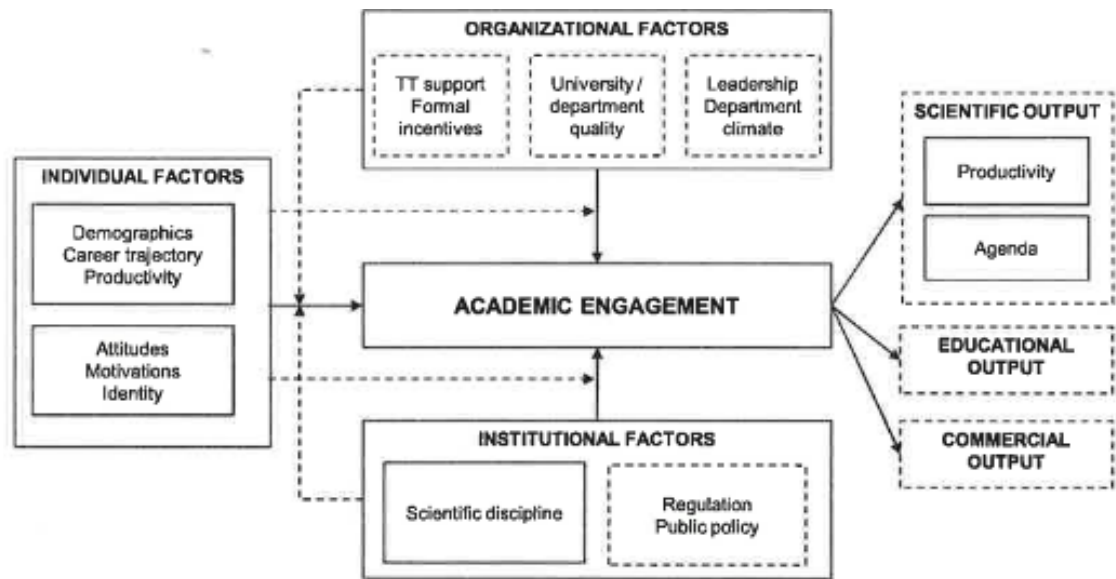 ORGANIZATIONAL FACTORS
TT support
Formal
incentives
University /
department
quality
Leadership
Department
climate
INDIVIDUAL FACTORS
Demographics
Career trajectory
Productivity
Attitudes
Motivations
Identity
ACADEMIC ENGAGEMENT
INSTITUTIONAL FACTORS
Scientific discipline
Regulation
Public policy
SCIENTIFIC OUTPUT
Productivity
Agenda
EDUCATIONAL
OUTPUT
COMMERCIAL
OUTPUT